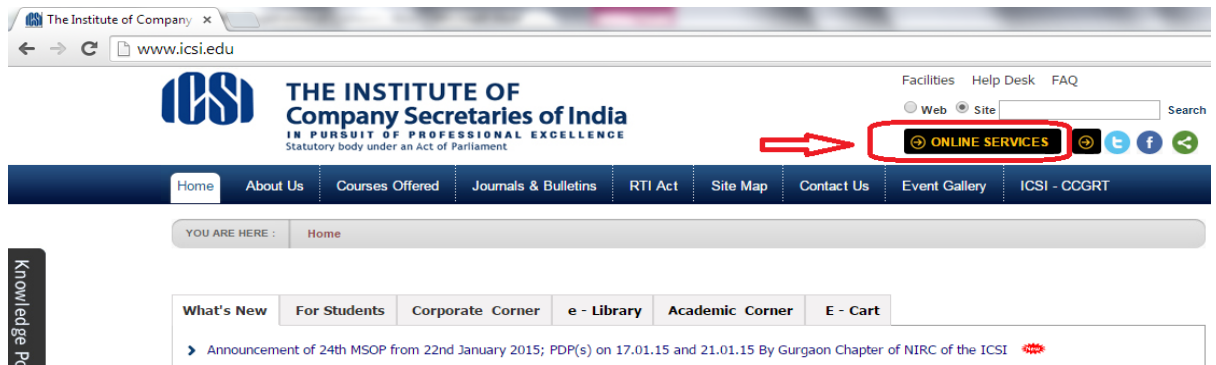 The Institute of Company
www.icsi.edu
Facilities Help Desk FAQ
Web Site Search
ICSI
THE INSTITUTE OF
Company Secretaries of India
IN PURSUIT OF PROFESSIONAL EXCELLENCE
Statutory body under an Act of Parliament
ONLINE SERVICES
Home About Us Courses Offered Journals & Bulletins RTI Act Site Map Contact Us Event Gallery ICSI - CCGRT
YOU ARE HERE : Home
Knowledge
What's New For Students Corporate Corner e - Library Academic Corner E - Cart
Announcement of 24th MSOP from 22nd January 2015; PDP(s) on 17.01.15 and 21.01.15 By Gurgaon Chapter of NIRC of the ICSI New